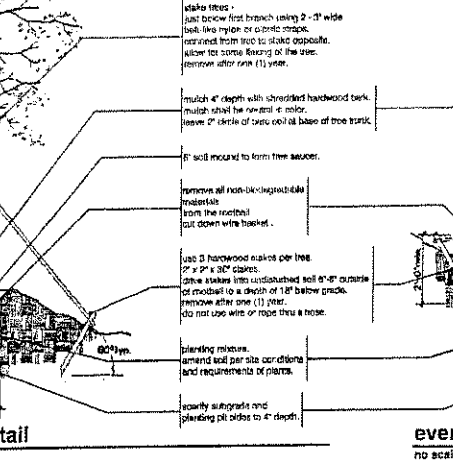 stake trees -
just below first branch using 2 - 3" wide
belt-like nylon or plastic straps.
connect from tree to stake opposite.
allow for some flexing of the tree.
remove after one (1) year.
mulch 4" depth with shredded hardwood bark.
mulch shall be neutral in color.
leave 2" circle of bare soil at base of tree trunk.
6" soil mound to form tree saucer.
remove all non-biodegradable
materials
from the rootball
cut down wire basket.
use 3 hardwood stakes per tree.
2" x 2" x 36" stakes.
drive stakes into undisturbed soil 6"-8" outside
of rootball to a depth of 18" below grade.
remove after one (1) year.
do not use wire or rope thru a hose.
2'-0" min.
60° typ.
planting mixture.
amend soil per site conditions
and requirements of plants.
scarify subgrade and
planting pit sides to 4" depth.
tail
ever
no scale